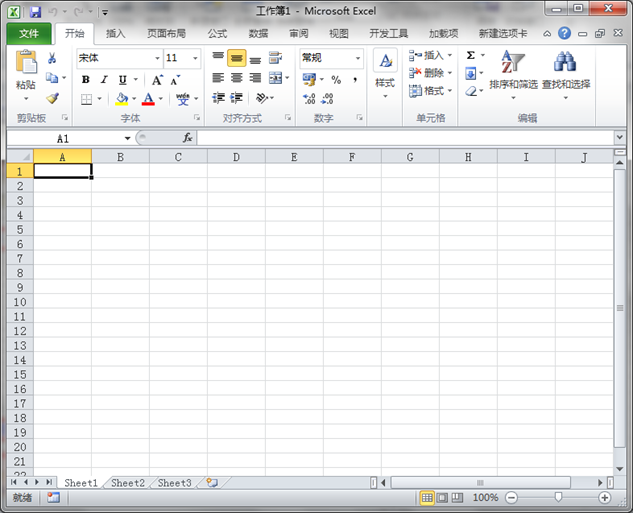 工作簿1 - Microsoft Excel
文件 开始 插入 页面布局 公式 数据 审阅 视图 开发工具 加载项 新建选项卡
粘贴 宋体 11 常规 样式 插入 删除 格式 排序和筛选 查找和选择
B I U A A
A 变 wén % ,
剪贴板 字体 对齐方式 数字 单元格 编辑
A1 fx
A B C D E F G H I J
1
2
3
4
5
6
7
8
9
10
11
12
13
14
15
16
17
18
19
20
21
22
Sheet1 Sheet2 Sheet3
就绪 100%